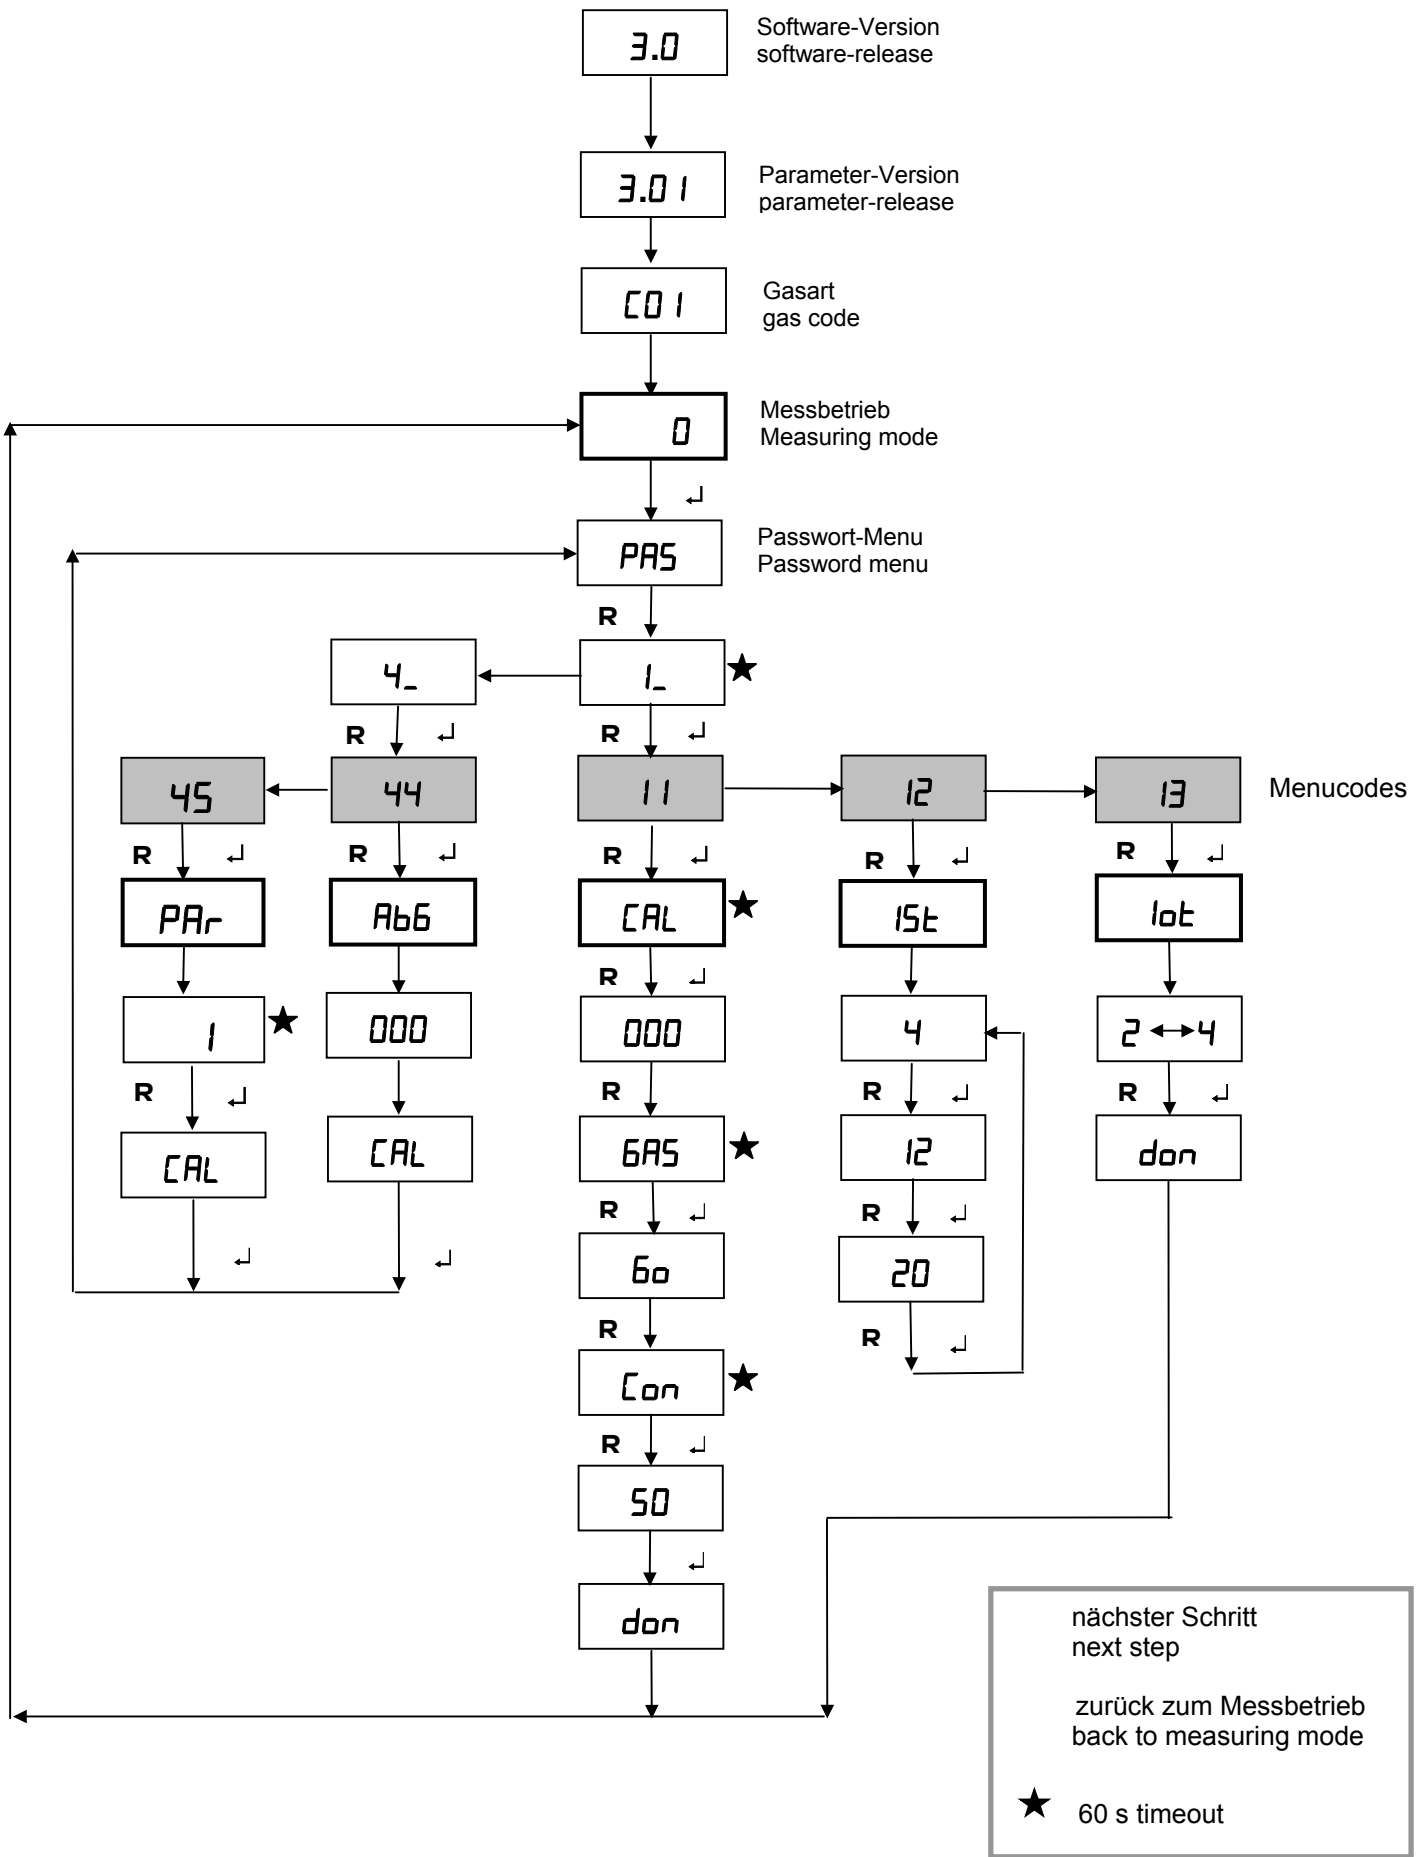 3.0
Software-Version
software-release
3.01
Parameter-Version
parameter-release
C01
Gasart
gas code
0
Messbetrieb
Measuring mode
↵
PAS
Passwort-Menu
Password menu
R
4_
1_
★
R ↵
R ↵
45
44
11
12
13
Menucodes
R ↵
R ↵
R ↵
R ↵
R ↵
PAr
AbG
CAL
★
ISt
Iot
R ↵
1
★
000
000
4
2 ↔ 4
R ↵
R
R ↵
R ↵
CAL
CAL
GAS
★
12
don
R ↵
R ↵
↵
↵
Go
20
R
R ↵
Con
★
R ↵
50
↵
don
nächster Schritt
next step
zurück zum Messbetrieb
back to measuring mode
★ 60 s timeout